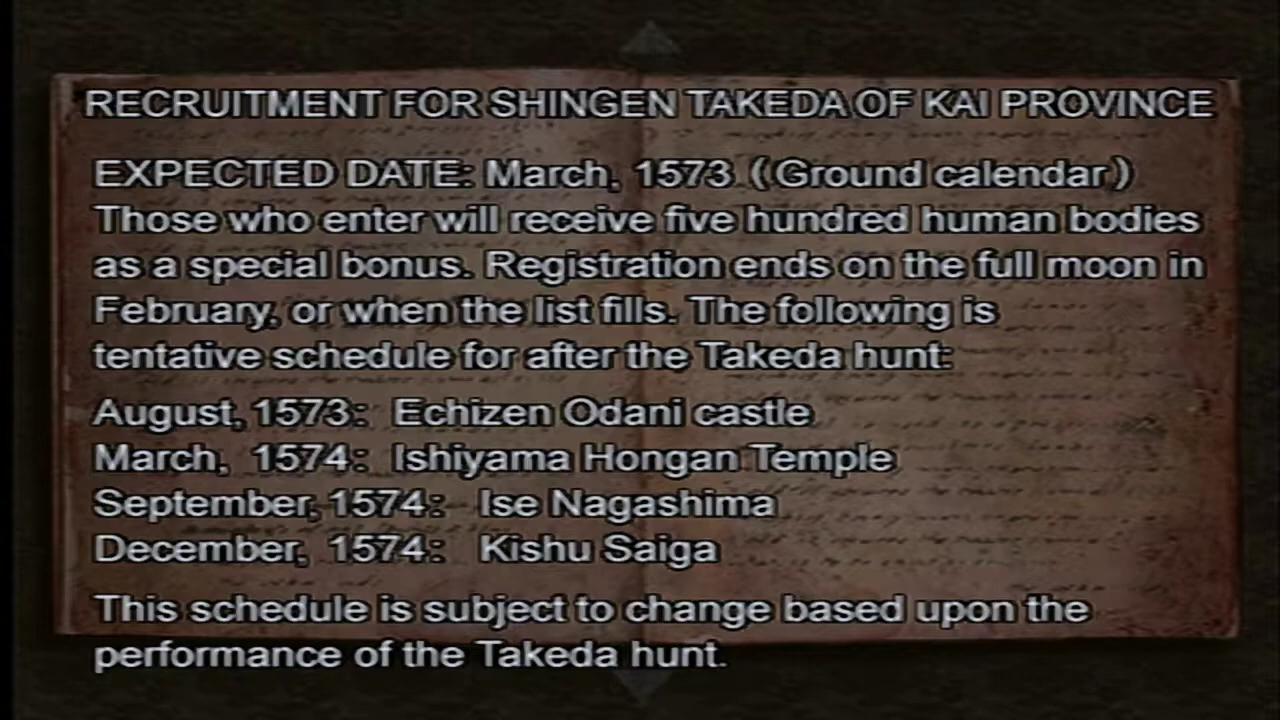 RECRUITMENT FOR SHINGEN TAKEDA OF KAI PROVINCE
EXPECTED DATE: March, 1573 (Ground calendar)
Those who enter will receive five hundred human bodies
as a special bonus. Registration ends on the full moon in
February, or when the list fills. The following is
tentative schedule for after the Takeda hunt:
August, 1573: Echizen Odani castle
March, 1574: Ishiyama Hongan Temple
September, 1574: Ise Nagashima
December, 1574: Kishu Saiga
This schedule is subject to change based upon the
performance of the Takeda hunt.